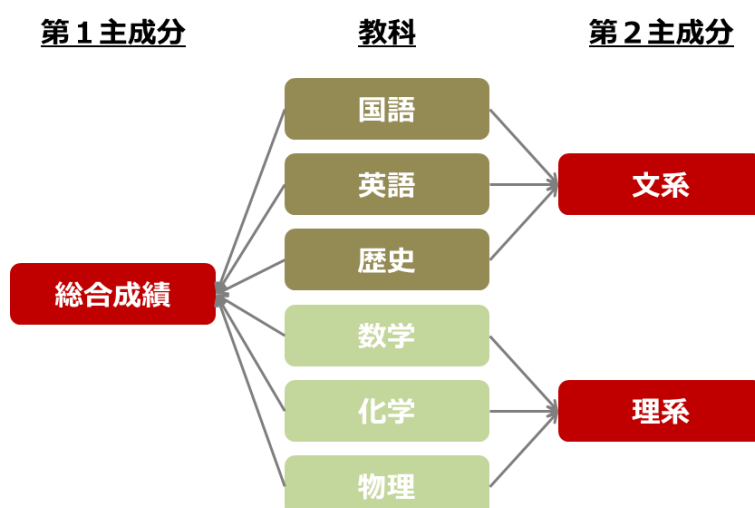 第１主成分
教科
第２主成分
国語
英語
文系
歴史
総合成績
数学
化学
理系
物理